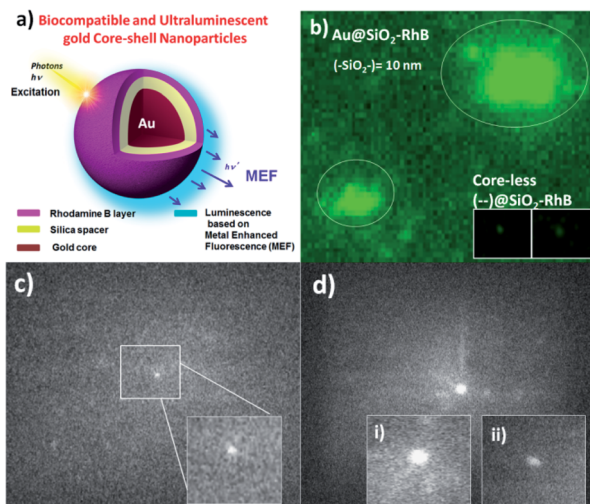 a) Biocompatible and Ultraluminescent
gold Core-shell Nanoparticles
Photons
hν
Excitation
Au
hν'
MEF
Rhodamine B layer
Silica spacer
Gold core
Luminescence
based on
Metal Enhanced
Fluorescence (MEF)
b) Au@SiO₂-RhB
(-SiO₂-)= 10 nm
Core-less
(--)@SiO₂-RhB
c)
d)
i)
ii)